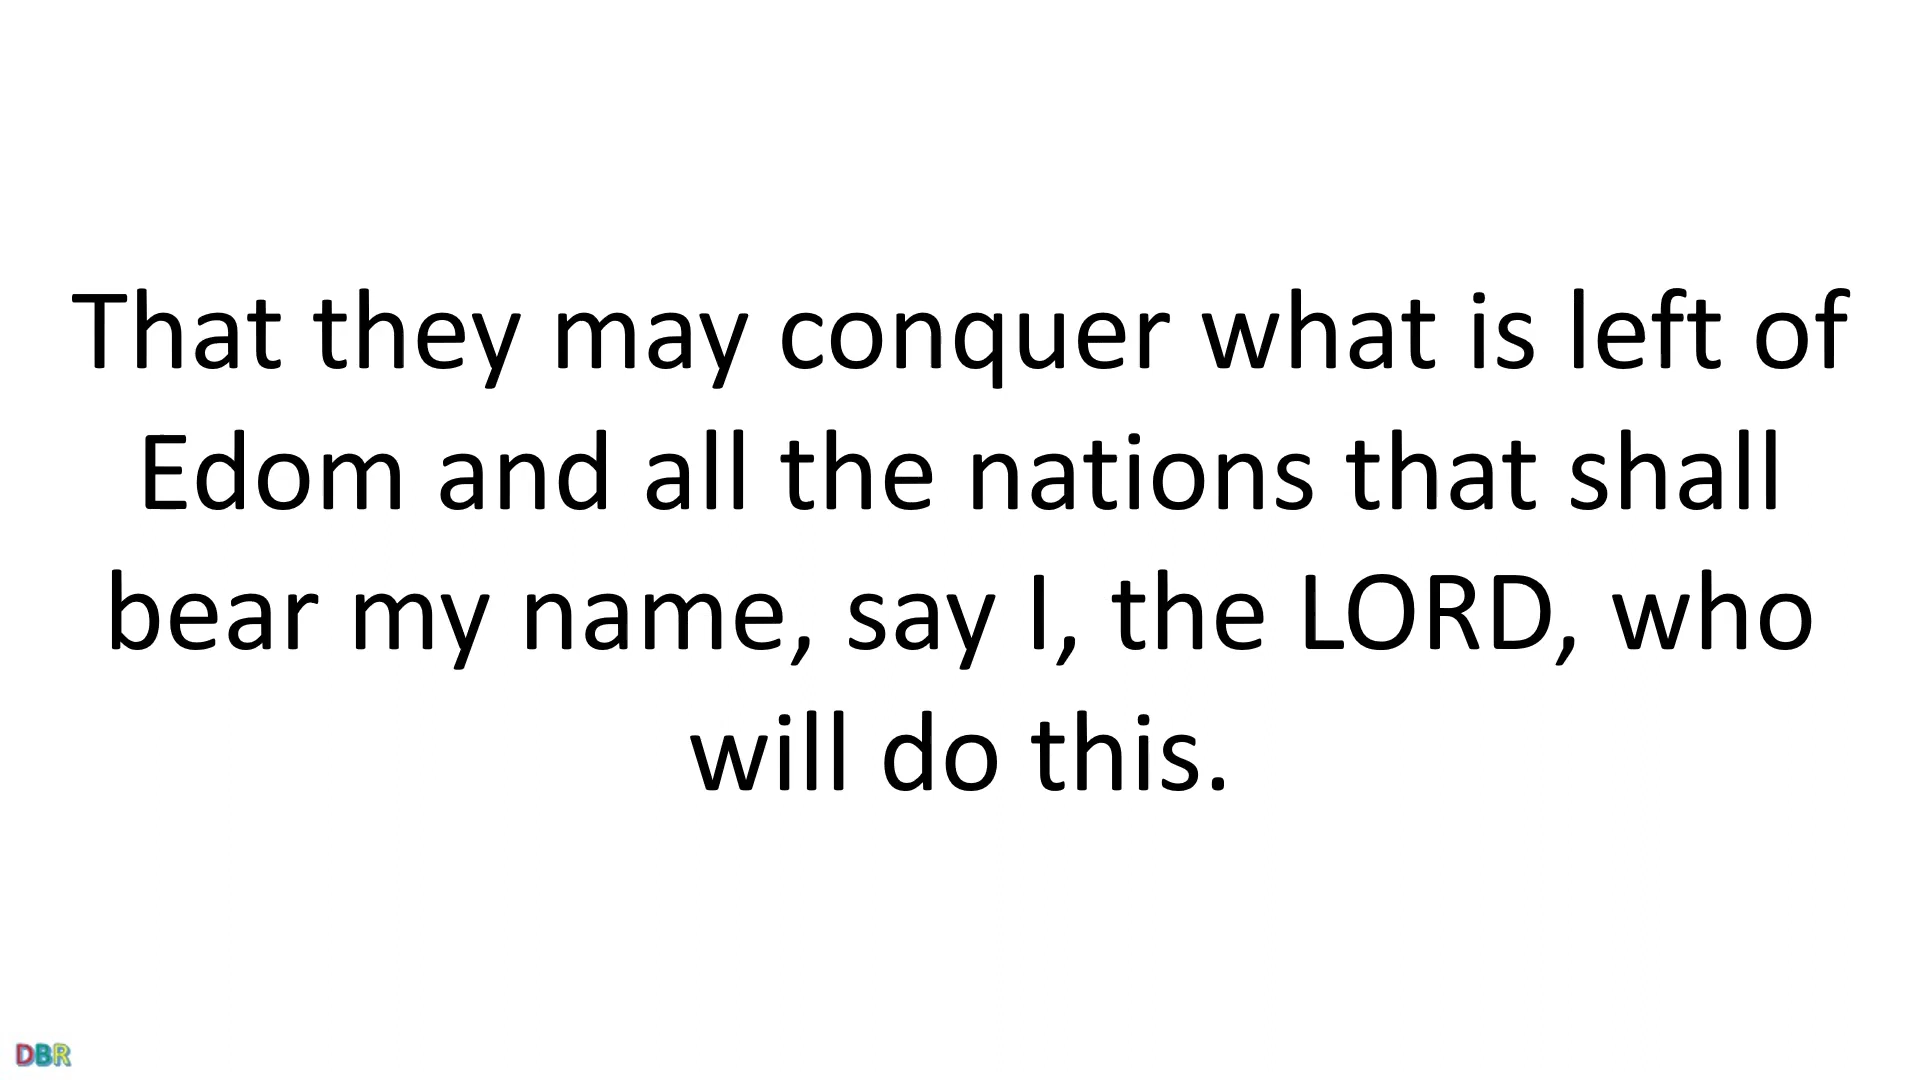 That they may conquer what is left of
Edom and all the nations that shall
bear my name, say I, the LORD, who
will do this.
DBR